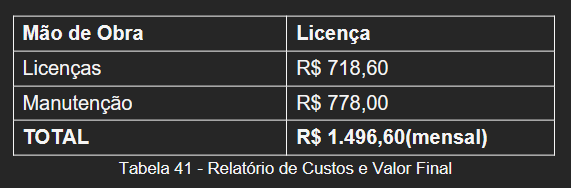 Mão de Obra Licença
Licenças R$ 718,60
Manutenção R$ 778,00
TOTAL R$ 1.496,60(mensal)
Tabela 41 - Relatório de Custos e Valor Final